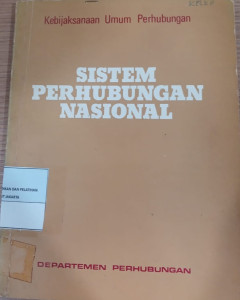 Kebijaksanaan Umum Perhubungan
SISTEM
PERHUBUNGAN
NASIONAL
DEPARTEMEN PERHUBUNGAN